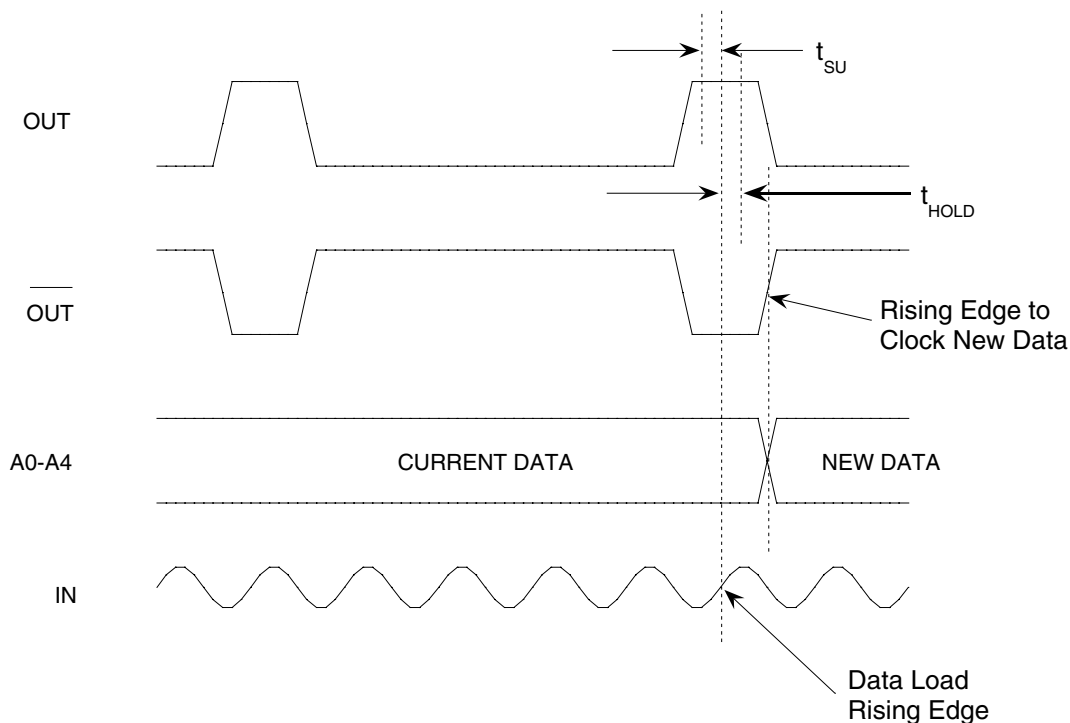 t SU
OUT
t HOLD
OUT
Rising Edge to
Clock New Data
A0-A4
CURRENT DATA
NEW DATA
IN
Data Load
Rising Edge